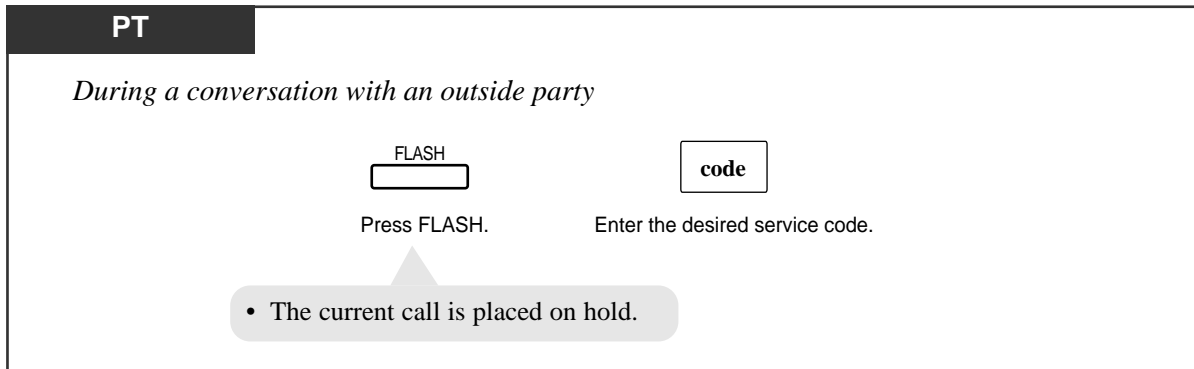 PT
During a conversation with an outside party
FLASH
code
Press FLASH.
Enter the desired service code.
• The current call is placed on hold.